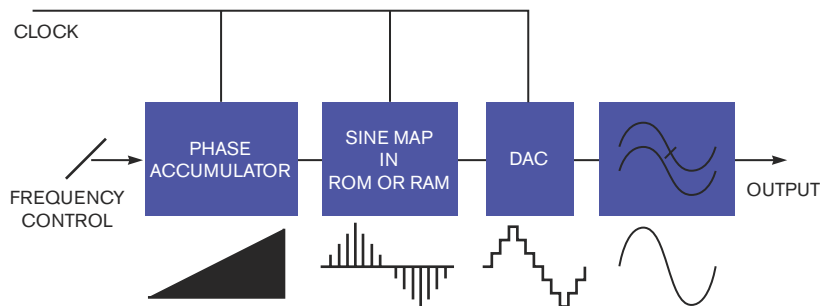 CLOCK
PHASE
ACCUMULATOR
SINE MAP
IN
ROM OR RAM
DAC
FREQUENCY
CONTROL
OUTPUT